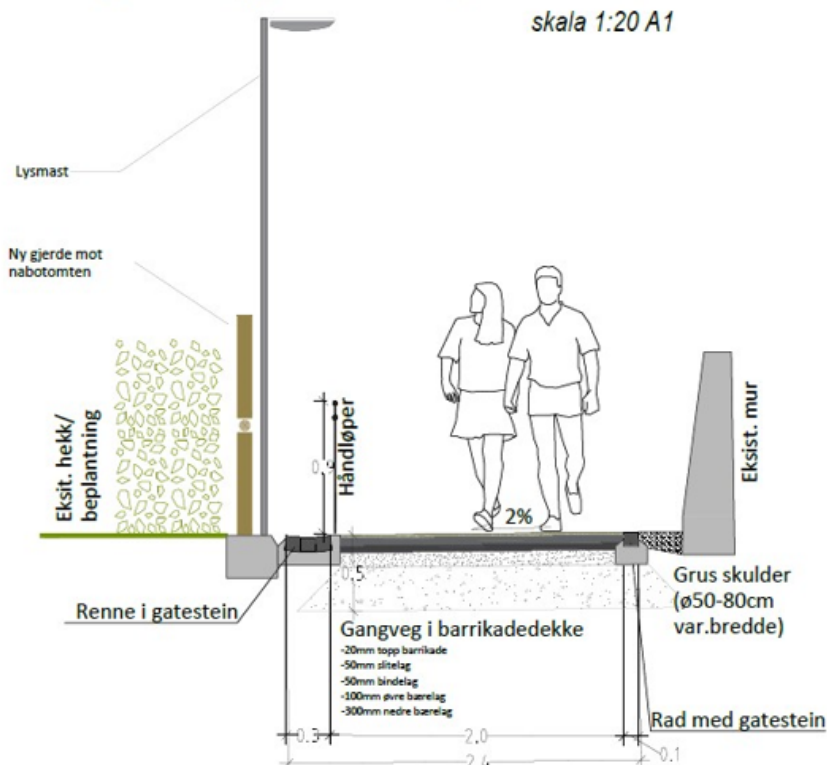 skala 1:20 A1
Lysmast
Ny gjerde mot
nabotomten
Eksit. hekk/
beplantning
0.9
Håndløper
2%
Eksist. mur
0.5
Renne i gatestein
Grus skulder
(ø50-80cm
var.bredde)
Gangveg i barrikadedekke
-20mm topp barrikade
-50mm slitelag
-50mm bindelag
-100mm øvre bærelag
-300mm nedre bærelag
Rad med gatestein
0.3
2.0
0.1
2.4